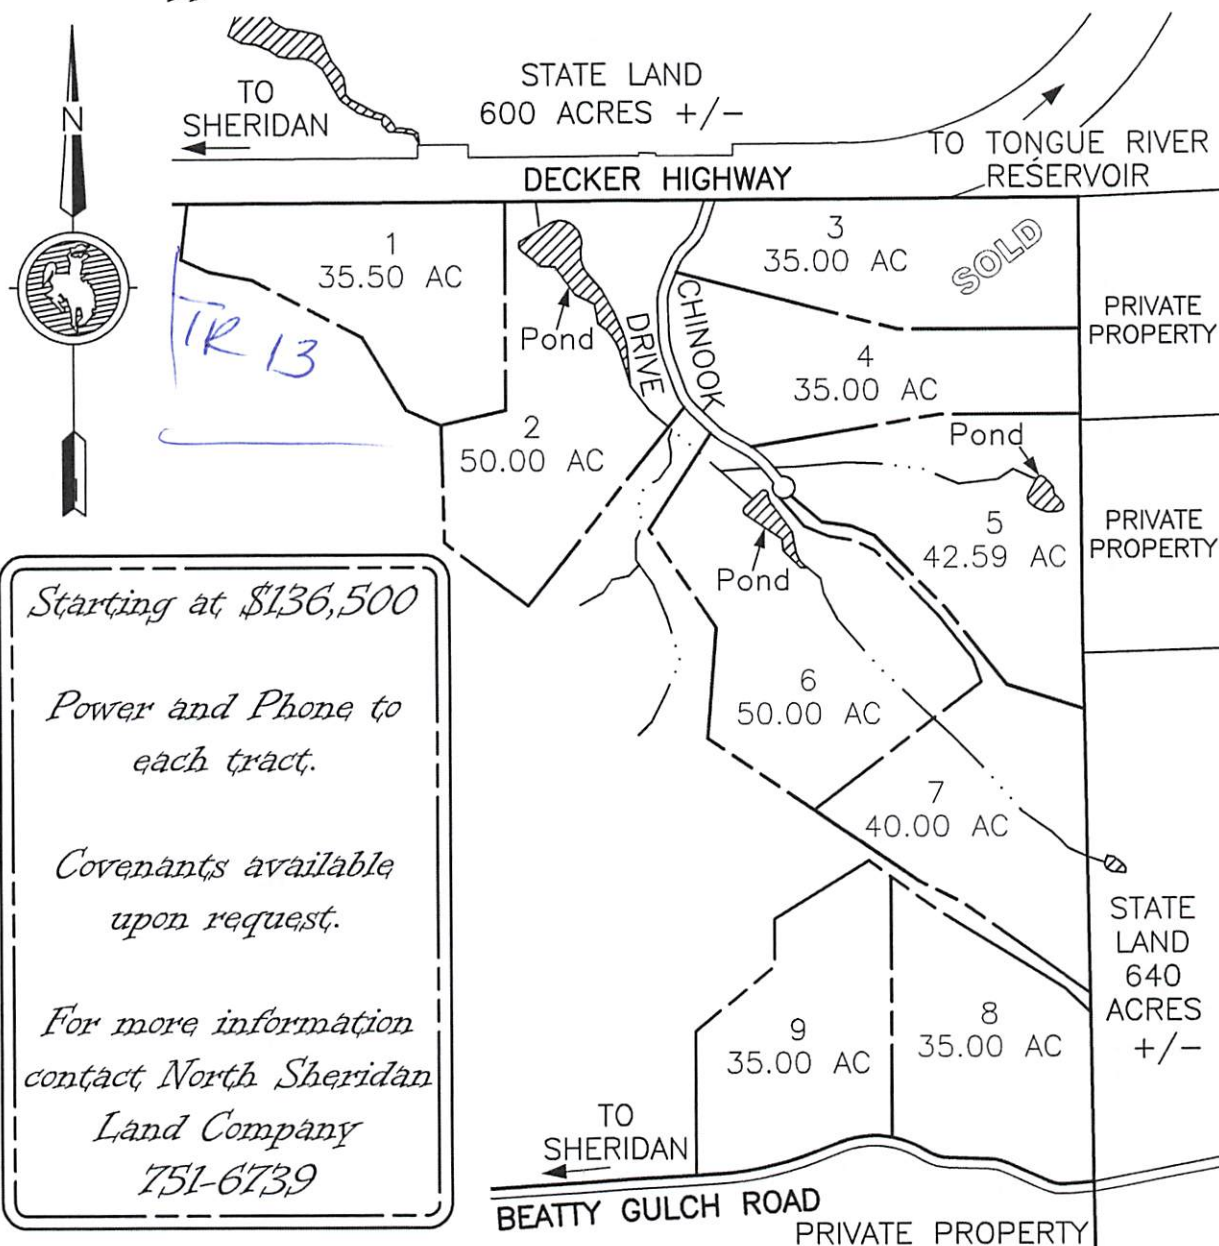 STATE LAND
600 ACRES +/-
TO
SHERIDAN
N
TO TONGUE RIVER
RESERVOIR
DECKER HIGHWAY
1
35.50 AC
3
35.00 AC
SOLD
TR 13
Pond
CHINOOK
DRIVE
PRIVATE
PROPERTY
4
35.00 AC
2
50.00 AC
Pond
5
42.59 AC
PRIVATE
PROPERTY
Pond
Starting at $136,500
Power and Phone to
each tract.
Covenants available
upon request.
For more information
contact North Sheridan
Land Company
751-6739
6
50.00 AC
7
40.00 AC
STATE
LAND
640
ACRES
+/-
9
35.00 AC
8
35.00 AC
TO
SHERIDAN
BEATTY GULCH ROAD
PRIVATE PROPERTY